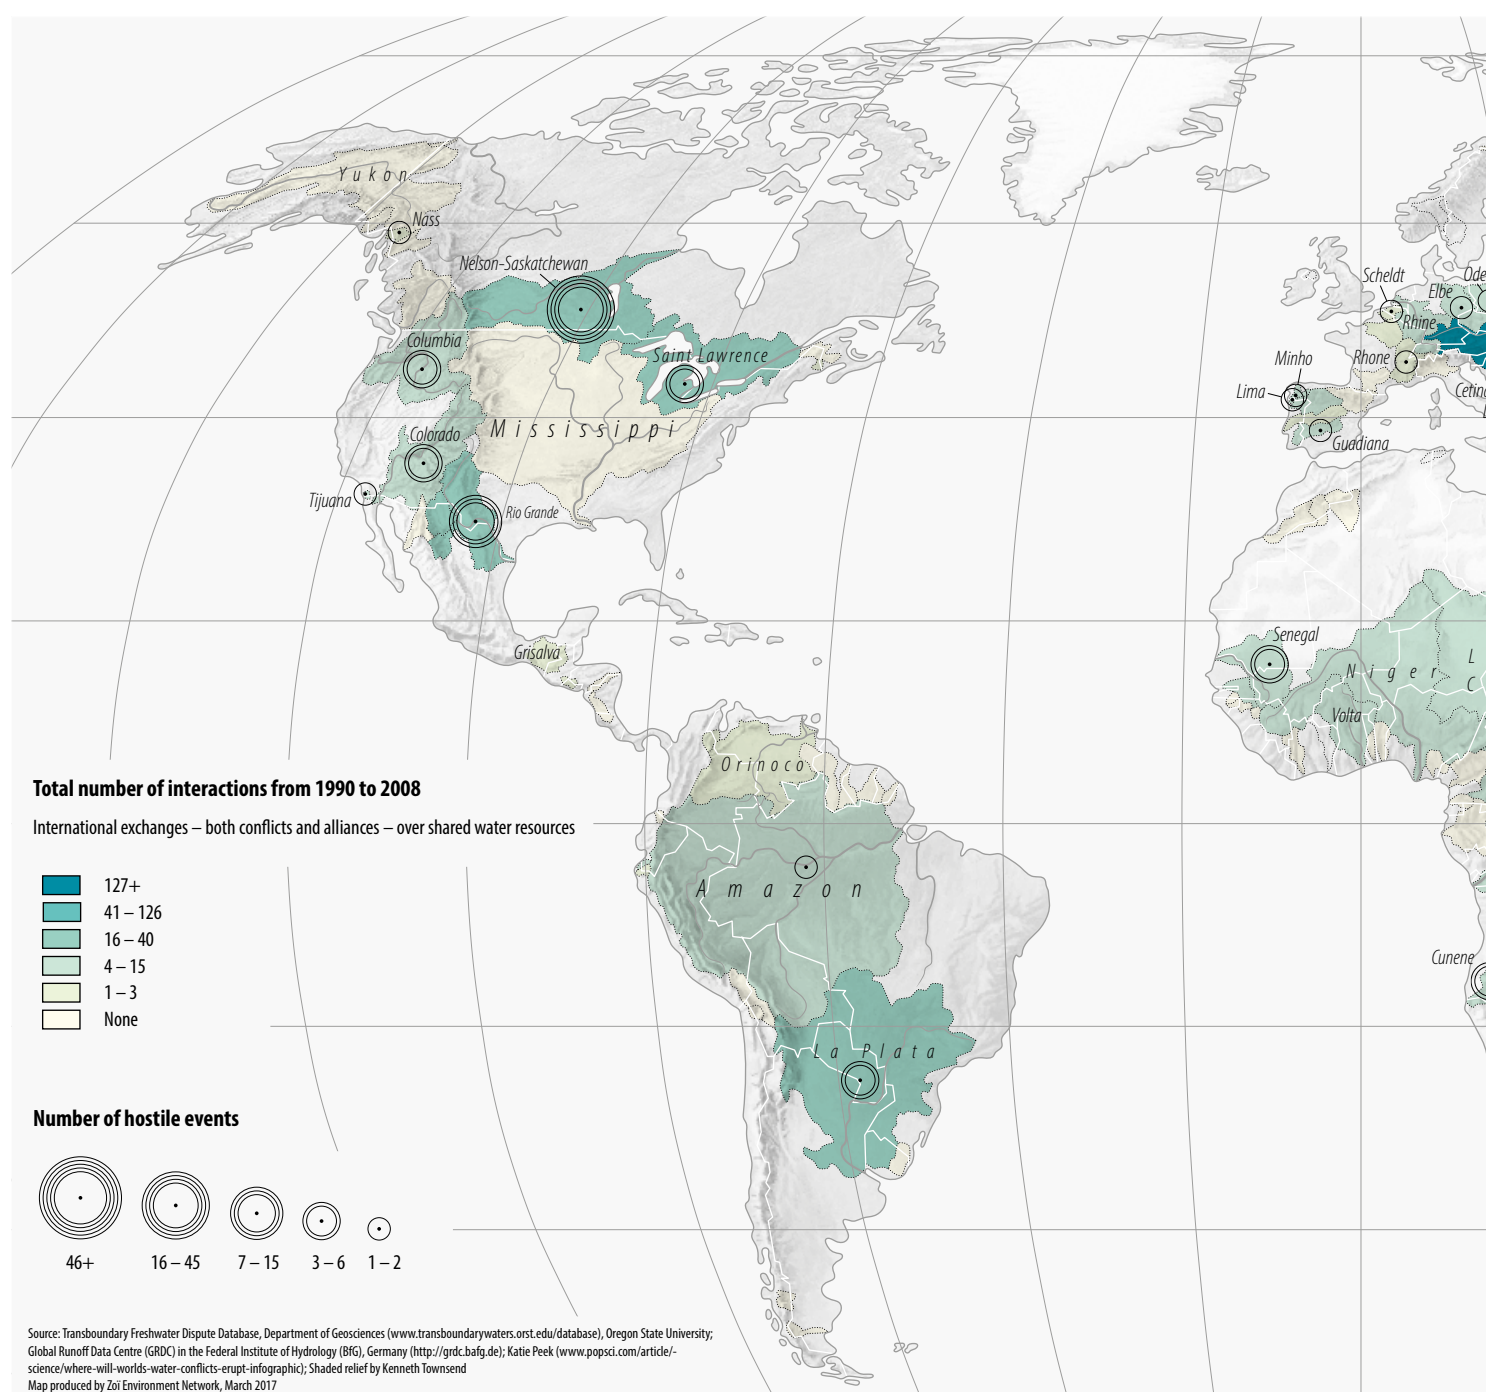 Yukon
Nass
Nelson-Saskatchewan
Scheldt
Ode
Elbe
Rhine
Columbia
Saint Lawrence
Minho
Rhone
Lima
Cetina
Mississippi
Colorado
Guadiana
Tijuana
Rio Grande
Senegal
Grisalva
Niger
L
C
Volta
Orinoco
Total number of interactions from 1990 to 2008
International exchanges – both conflicts and alliances – over shared water resources
127+
Amazon
41 – 126
16 – 40
4 – 15
Cunene
1 – 3
None
La Plata
Number of hostile events
46+
16 – 45
7 – 15
3 – 6
1 – 2
Source: Transboundary Freshwater Dispute Database, Department of Geosciences (www.transboundarywaters.orst.edu/database), Oregon State University;
Global Runoff Data Centre (GRDC) in the Federal Institute of Hydrology (BfG), Germany (http://grdc.bafg.de); Katie Peek (www.popsci.com/article/-
science/where-will-worlds-water-conflicts-erupt-infographic); Shaded relief by Kenneth Townsend
Map produced by Zoï Environment Network, March 2017